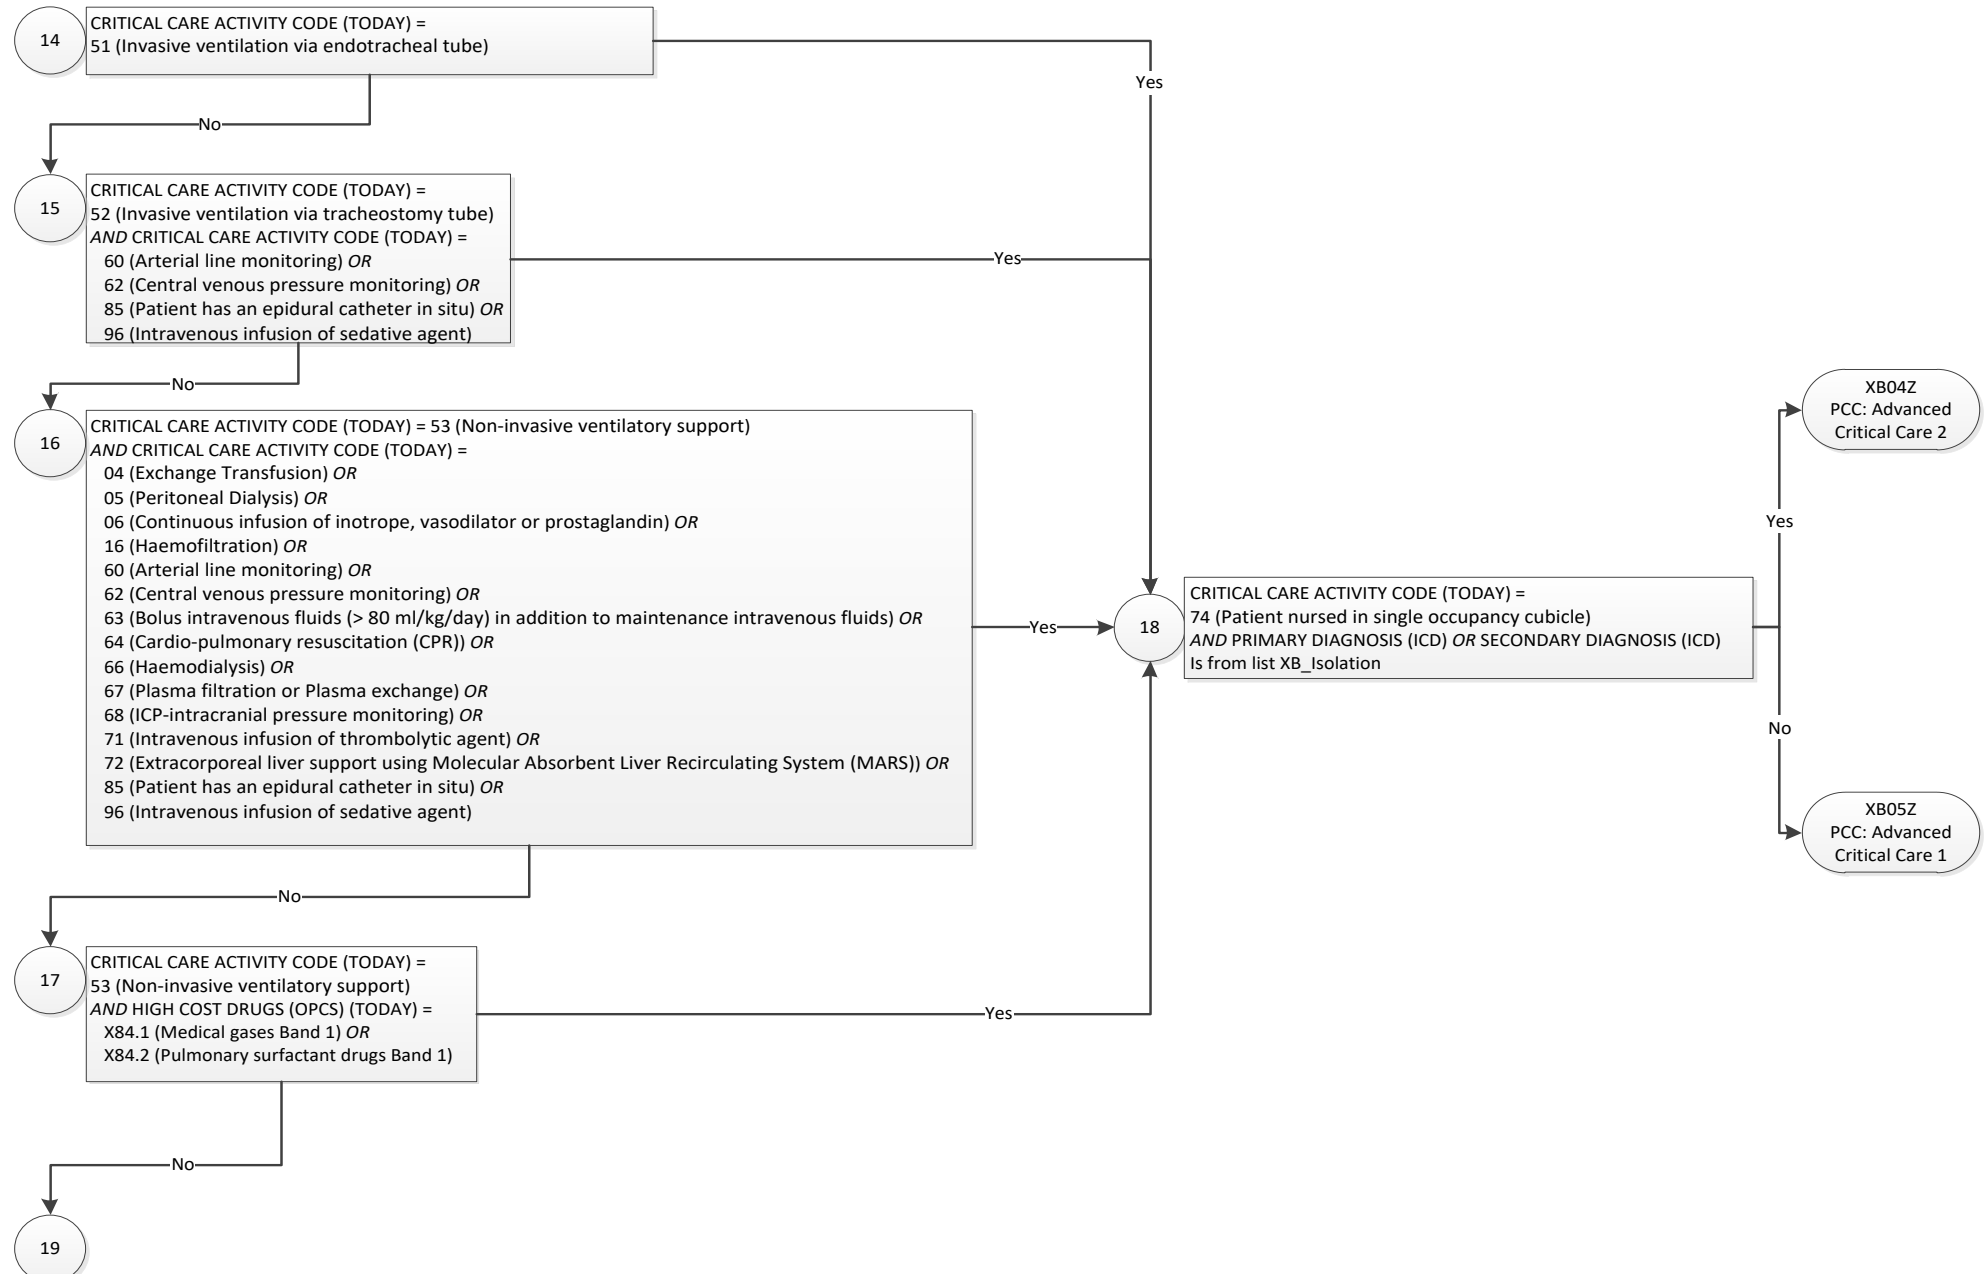 14
CRITICAL CARE ACTIVITY CODE (TODAY) =
51 (Invasive ventilation via endotracheal tube)
Yes
No
15
CRITICAL CARE ACTIVITY CODE (TODAY) =
52 (Invasive ventilation via tracheostomy tube)
AND CRITICAL CARE ACTIVITY CODE (TODAY) =
60 (Arterial line monitoring) OR
62 (Central venous pressure monitoring) OR
85 (Patient has an epidural catheter in situ) OR
96 (Intravenous infusion of sedative agent)
Yes
No
16
CRITICAL CARE ACTIVITY CODE (TODAY) = 53 (Non-invasive ventilatory support)
AND CRITICAL CARE ACTIVITY CODE (TODAY) =
04 (Exchange Transfusion) OR
05 (Peritoneal Dialysis) OR
06 (Continuous infusion of inotrope, vasodilator or prostaglandin) OR
16 (Haemofiltration) OR
60 (Arterial line monitoring) OR
62 (Central venous pressure monitoring) OR
63 (Bolus intravenous fluids (> 80 ml/kg/day) in addition to maintenance intravenous fluids) OR
64 (Cardio-pulmonary resuscitation (CPR)) OR
66 (Haemodialysis) OR
67 (Plasma filtration or Plasma exchange) OR
68 (ICP-intracranial pressure monitoring) OR
71 (Intravenous infusion of thrombolytic agent) OR
72 (Extracorporeal liver support using Molecular Absorbent Liver Recirculating System (MARS)) OR
85 (Patient has an epidural catheter in situ) OR
96 (Intravenous infusion of sedative agent)
Yes
No
17
CRITICAL CARE ACTIVITY CODE (TODAY) =
53 (Non-invasive ventilatory support)
AND HIGH COST DRUGS (OPCS) (TODAY) =
X84.1 (Medical gases Band 1) OR
X84.2 (Pulmonary surfactant drugs Band 1)
Yes
No
19
18
CRITICAL CARE ACTIVITY CODE (TODAY) =
74 (Patient nursed in single occupancy cubicle)
AND PRIMARY DIAGNOSIS (ICD) OR SECONDARY DIAGNOSIS (ICD)
Is from list XB_Isolation
Yes
XB04Z
PCC: Advanced
Critical Care 2
No
XB05Z
PCC: Advanced
Critical Care 1